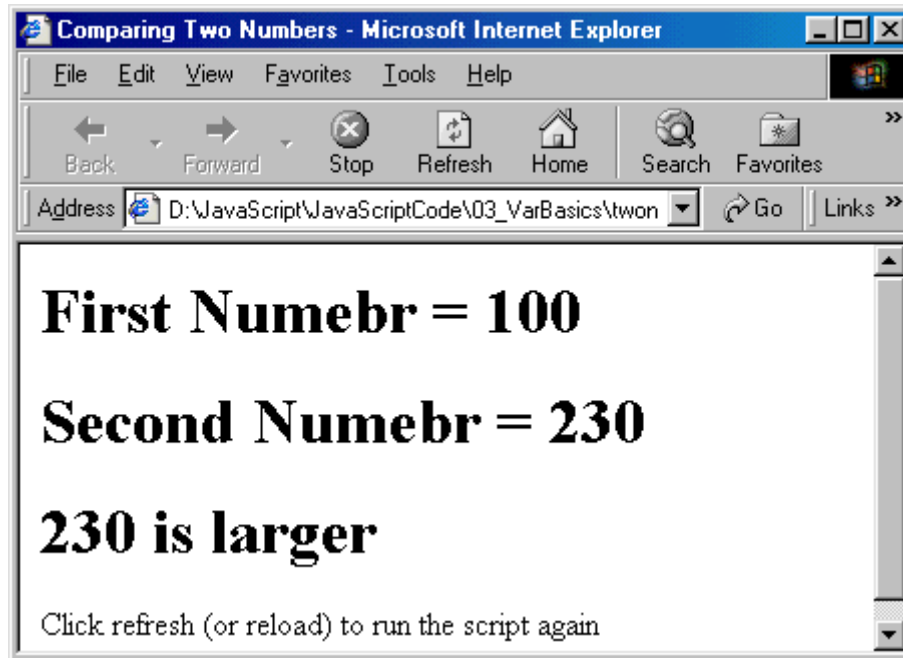 Comparing Two Numbers - Microsoft Internet Explorer
File Edit View Favorites Tools Help
Back Forward Stop Refresh Home Search Favorites »
Address D:\JavaScript\JavaScriptCode\03_VarBasics\twon Go Links »
First Numebr = 100
Second Numebr = 230
230 is larger
Click refresh (or reload) to run the script again